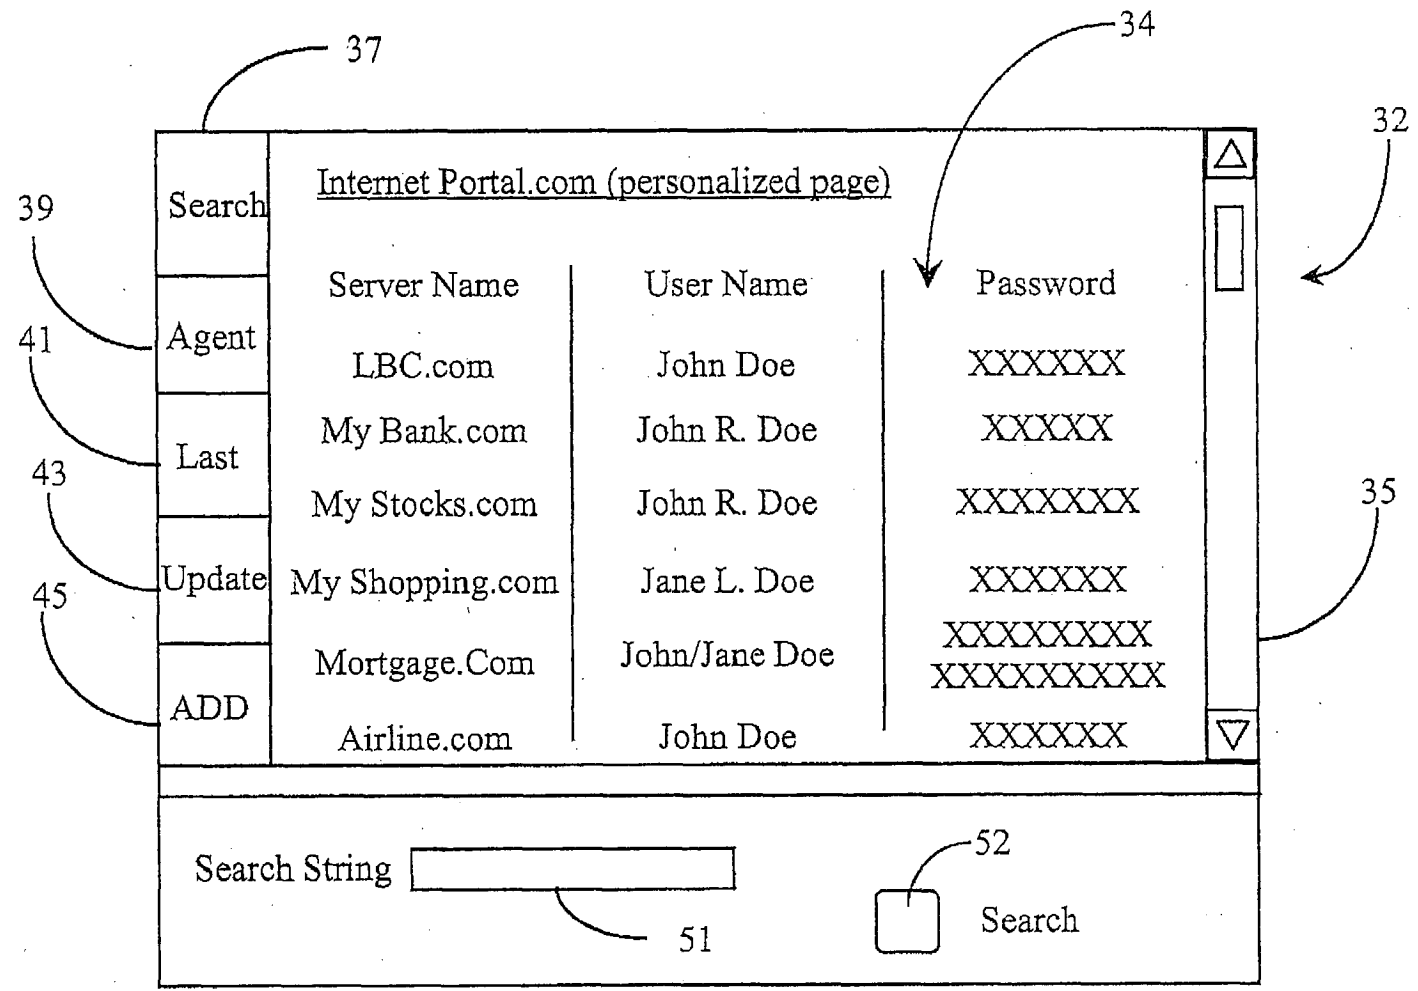 34
37
32
Internet Portal.com (personalized page)
Search
39
Server Name User Name Password
Agent
41
LBC.com John Doe XXXXXX
My Bank.com John R. Doe XXXXX
Last
43
35
My Stocks.com John R. Doe XXXXXXX
Update
My Shopping.com Jane L. Doe XXXXXX
45
Mortgage.Com John/Jane Doe XXXXXXXX
XXXXXXXXX
ADD
Airline.com John Doe XXXXXX
52
Search String
51
Search